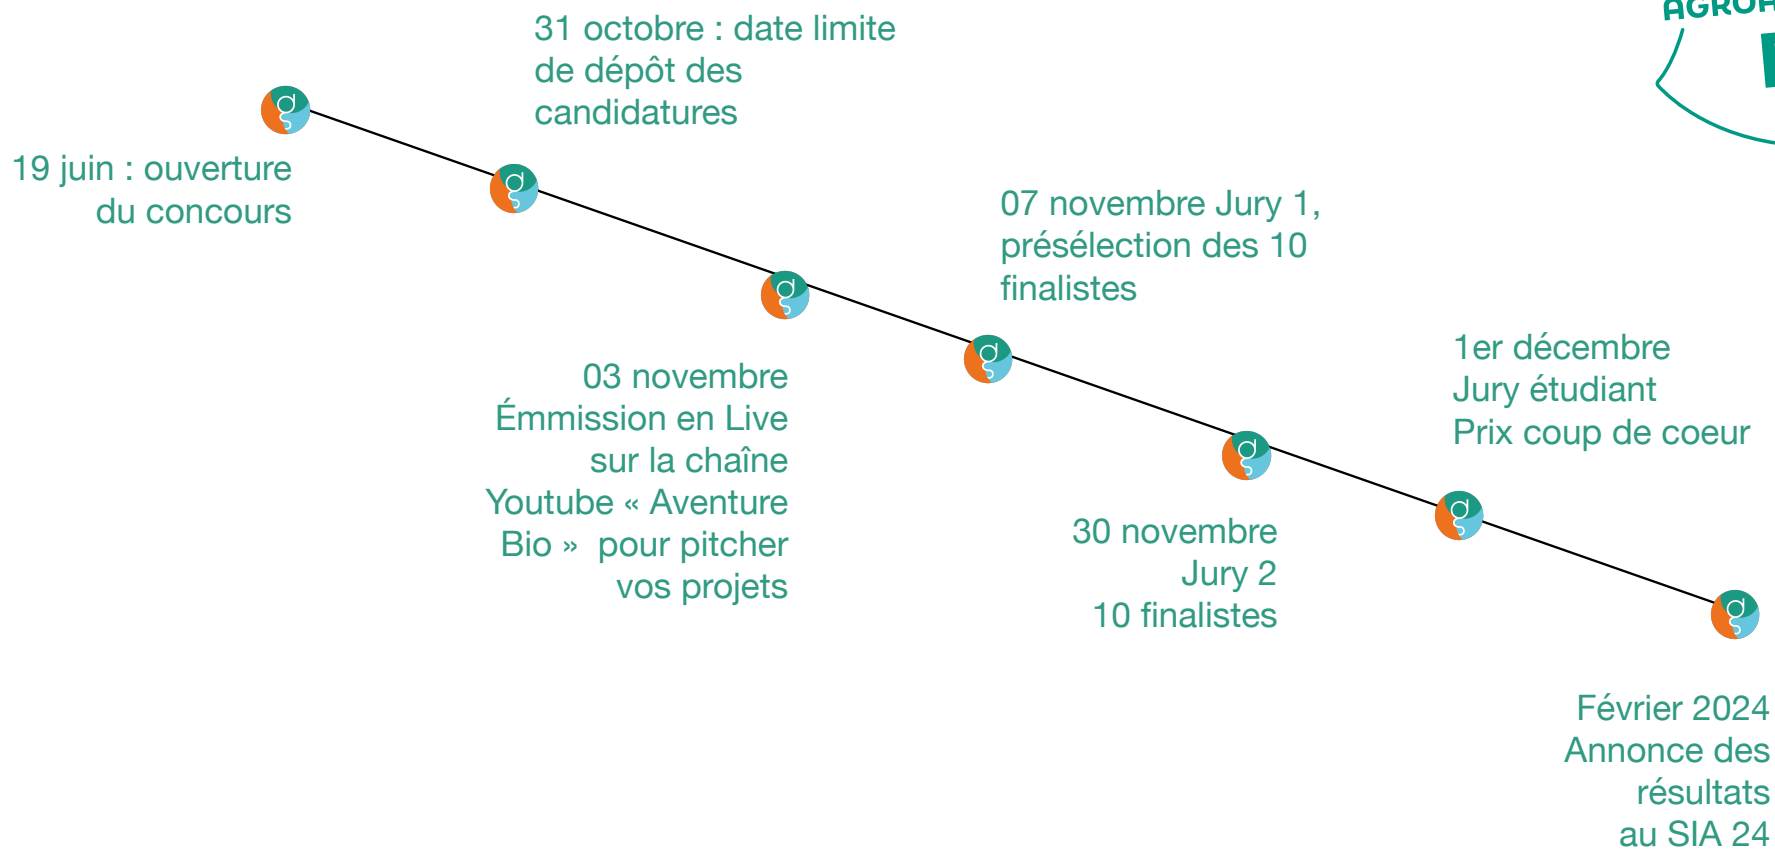 31 octobre : date limite
de dépôt des
candidatures
19 juin : ouverture
du concours
07 novembre Jury 1,
présélection des 10
finalistes
03 novembre
Émmission en Live
sur la chaîne
Youtube « Aventure
Bio »  pour pitcher
vos projets
1er décembre
Jury étudiant
Prix coup de coeur
30 novembre
Jury 2
10 finalistes
Février 2024
Annonce des
résultats
au SIA 24